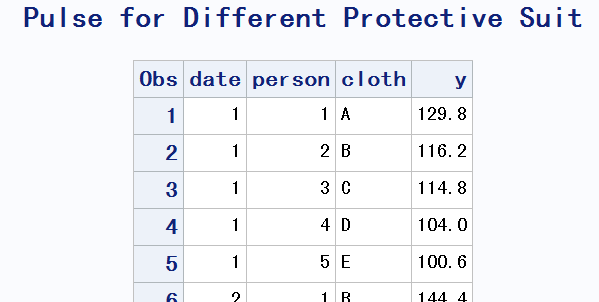 Pulse for Different Protective Suit
Obs date person cloth y
1 1 1 A 129.8
2 1 2 B 116.2
3 1 3 C 114.8
4 1 4 D 104.0
5 1 5 E 100.6
6 2 1 B 144.4